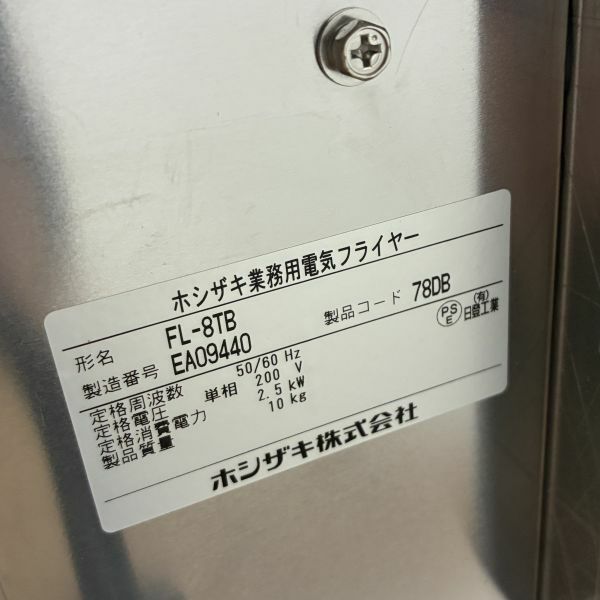 ホシザキ業務用電気フライヤー
形名 FL-8TB 製品コード 78DB
製造番号 EA09440 PSE (有)日啓工業
定格周波数 50/60 Hz
定格電圧 単相 200 V
定格消費電力 2.5 kW
製品質量 10 kg
ホシザキ株式会社